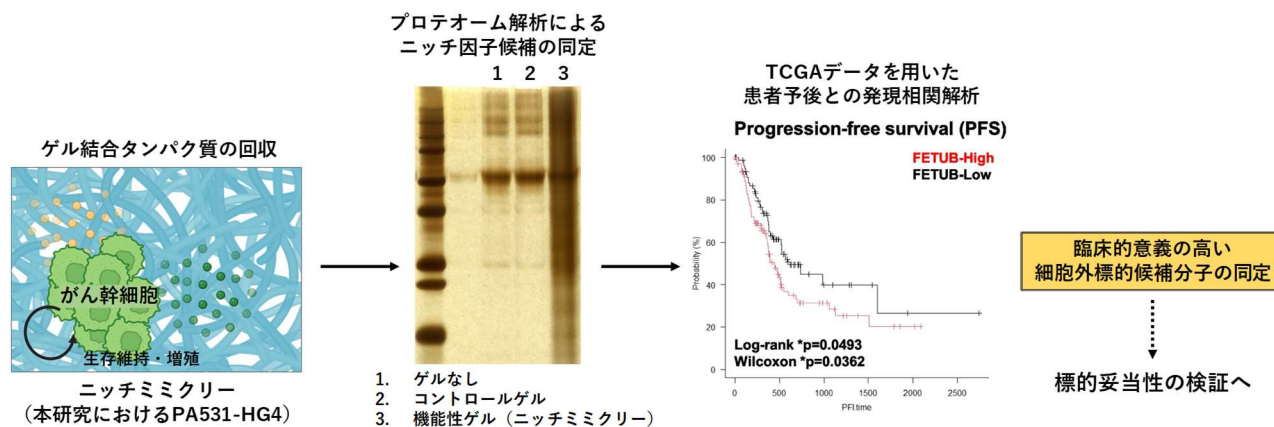 ゲル結合タンパク質の回収
がん幹細胞
生存維持・増殖
ニッチミミクリー
（本研究におけるPA531-HG4）
プロテオーム解析による
ニッチ因子候補の同定
1 2 3
1. ゲルなし
2. コントロールゲル
3. 機能性ゲル（ニッチミミクリー）
TCGAデータを用いた
患者予後との発現相関解析
Progression-free survival (PFS)
FETUB-High
FETUB-Low
Probability (%)
100
80
60
40
20
0
Log-rank *p=0.0493
Wilcoxon *p=0.0362
0 500 1000 1500 2000 2500
PFI.time
臨床的意義の高い
細胞外標的候補分子の同定
標的妥当性の検証へ